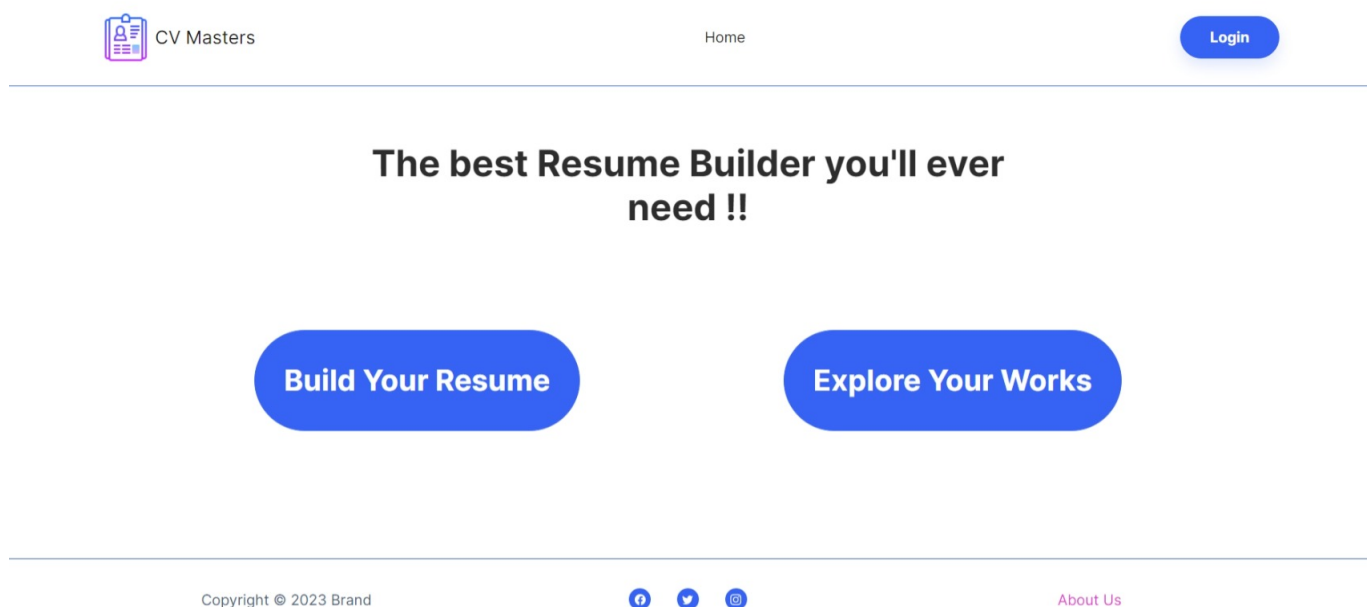 CV Masters
Home
Login
The best Resume Builder you'll ever
need !!
Build Your Resume
Explore Your Works
Copyright © 2023 Brand
About Us